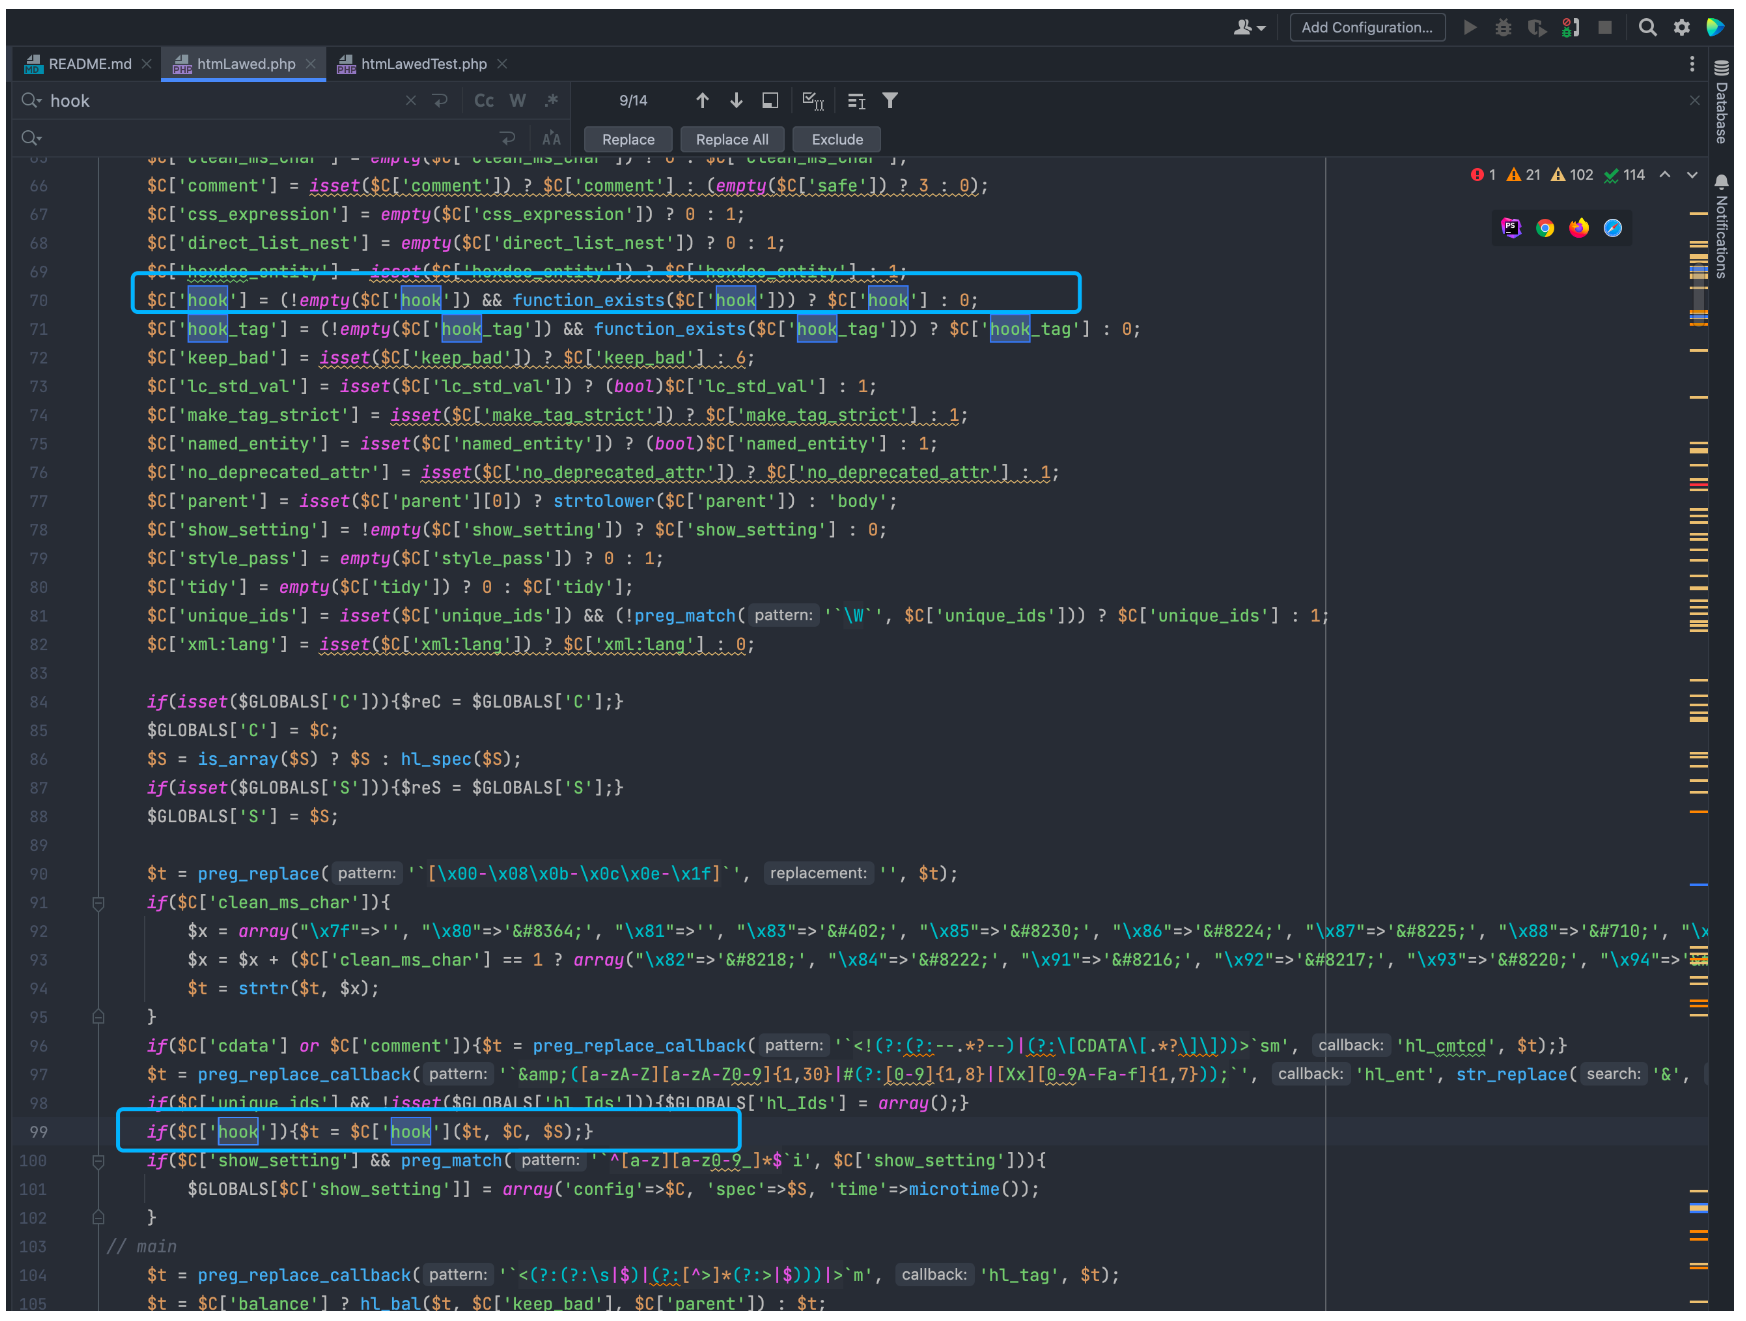 Add Configuration...
README.md
htmLawed.php
htmLawedTest.php
hook
Cc W .*
9/14
Replace
Replace All
Exclude
Database
Notifications
1 21 102 114
65 $C['clean_ms_char'] = empty($C['clean_ms_char']) ? 0 : $C['clean_ms_char'];
66 $C['comment'] = isset($C['comment']) ? $C['comment'] : (empty($C['safe']) ? 3 : 0);
67 $C['css_expression'] = empty($C['css_expression']) ? 0 : 1;
68 $C['direct_list_nest'] = empty($C['direct_list_nest']) ? 0 : 1;
69 $C['hexdec_entity'] = isset($C['hexdec_entity']) ? $C['hexdec_entity'] : 1;
70 $C['hook'] = (!empty($C['hook']) && function_exists($C['hook'])) ? $C['hook'] : 0;
71 $C['hook_tag'] = (!empty($C['hook_tag']) && function_exists($C['hook_tag'])) ? $C['hook_tag'] : 0;
72 $C['keep_bad'] = isset($C['keep_bad']) ? $C['keep_bad'] : 6;
73 $C['lc_std_val'] = isset($C['lc_std_val']) ? (bool)$C['lc_std_val'] : 1;
74 $C['make_tag_strict'] = isset($C['make_tag_strict']) ? $C['make_tag_strict'] : 1;
75 $C['named_entity'] = isset($C['named_entity']) ? (bool)$C['named_entity'] : 1;
76 $C['no_deprecated_attr'] = isset($C['no_deprecated_attr']) ? $C['no_deprecated_attr'] : 1;
77 $C['parent'] = isset($C['parent'][0]) ? strtolower($C['parent']) : 'body';
78 $C['show_setting'] = !empty($C['show_setting']) ? $C['show_setting'] : 0;
79 $C['style_pass'] = empty($C['style_pass']) ? 0 : 1;
80 $C['tidy'] = empty($C['tidy']) ? 0 : $C['tidy'];
81 $C['unique_ids'] = isset($C['unique_ids']) && (!preg_match( pattern: '`\W`', $C['unique_ids'])) ? $C['unique_ids'] : 1;
82 $C['xml:lang'] = isset($C['xml:lang']) ? $C['xml:lang'] : 0;
83
84 if(isset($GLOBALS['C'])){$reC = $GLOBALS['C'];}
85 $GLOBALS['C'] = $C;
86 $S = is_array($S) ? $S : hl_spec($S);
87 if(isset($GLOBALS['S'])){$reS = $GLOBALS['S'];}
88 $GLOBALS['S'] = $S;
89
90 $t = preg_replace( pattern: '`[\x00-\x08\x0b-\x0c\x0e-\x1f]`', replacement: '', $t);
91 if($C['clean_ms_char']){
92 $x = array("\x7f"=>'', "\x80"=>'&#8364;', "\x81"=>'', "\x83"=>'&#402;', "\x85"=>'&#8230;', "\x86"=>'&#8224;', "\x87"=>'&#8225;', "\x88"=>'&#710;', "\x
93 $x = $x + ($C['clean_ms_char'] == 1 ? array("\x82"=>'&#8218;', "\x84"=>'&#8222;', "\x91"=>'&#8216;', "\x92"=>'&#8217;', "\x93"=>'&#8220;', "\x94"=>'&#
94 $t = strtr($t, $x);
95 }
96 if($C['cdata'] or $C['comment']){$t = preg_replace_callback( pattern: '`<!(?:(?:--.*?--)|(?:\[CDATA\[.*?\]\]))>`sm', callback: 'hl_cmtcd', $t);}
97 $t = preg_replace_callback( pattern: '`&amp;([a-zA-Z][a-zA-Z0-9]{1,30}|#(?:[0-9]{1,8}|[Xx][0-9A-Fa-f]{1,7}));`', callback: 'hl_ent', str_replace( search: '&',
98 if($C['unique_ids'] && !isset($GLOBALS['hl_Ids'])){$GLOBALS['hl_Ids'] = array();}
99 if($C['hook']){$t = $C['hook']($t, $C, $S);}
100 if($C['show_setting'] && preg_match( pattern: '`^[a-z][a-z0-9_]*$`i', $C['show_setting'])){
101 $GLOBALS[$C['show_setting']] = array('config'=>$C, 'spec'=>$S, 'time'=>microtime());
102 }
103 // main
104 $t = preg_replace_callback( pattern: '`<(?:(?:\s|$)|(?:[^>]*(?:>|$)))|>`m', callback: 'hl_tag', $t);
105 $t = $C['balance'] ? hl_bal($t, $C['keep_bad'], $C['parent']) : $t;